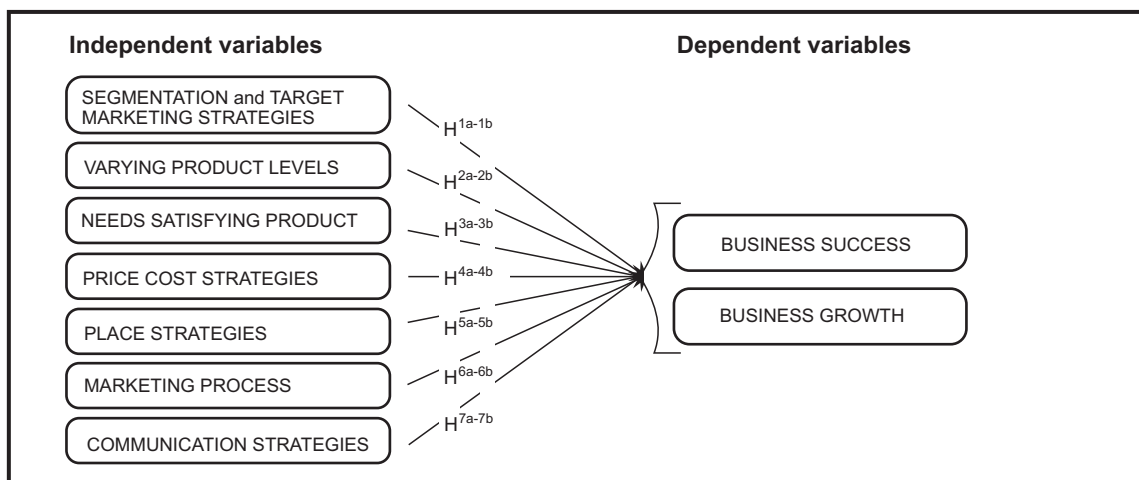 Independent variables
Dependent variables
SEGMENTATION and TARGET
MARKETING STRATEGIES
VARYING PRODUCT LEVELS
NEEDS SATISFYING PRODUCT
PRICE COST STRATEGIES
PLACE STRATEGIES
MARKETING PROCESS
COMMUNICATION STRATEGIES
H1a-1b
H2a-2b
H3a-3b
H4a-4b
H5a-5b
H6a-6b
H7a-7b
BUSINESS SUCCESS
BUSINESS GROWTH